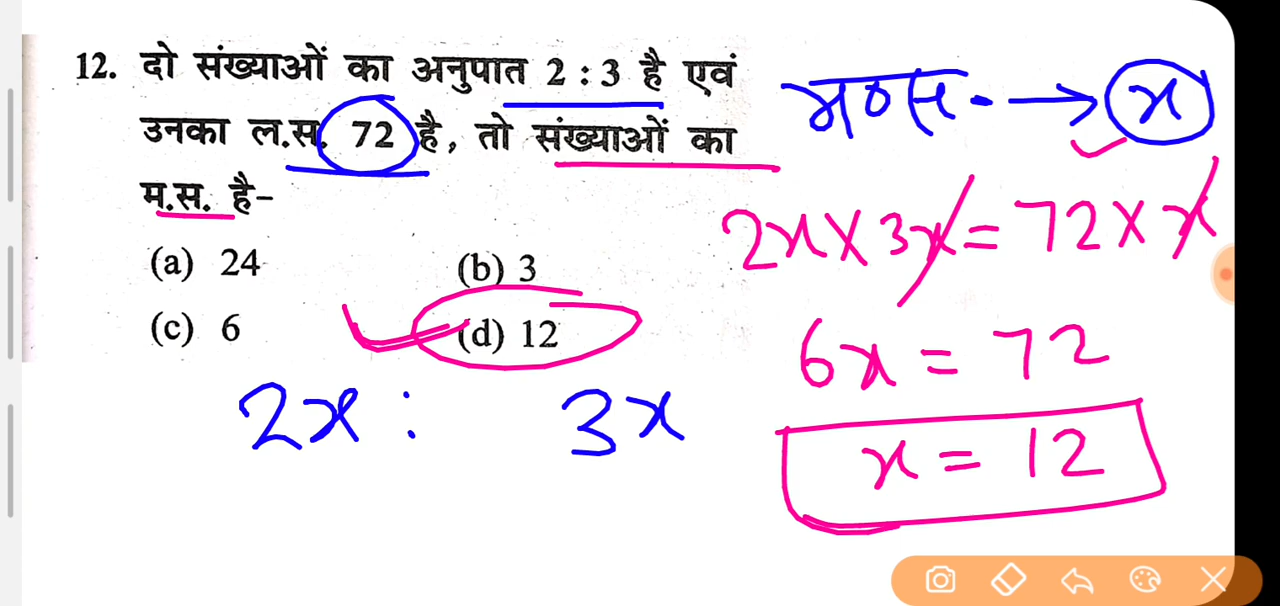 12. दो संख्याओं का अनुपात 2 : 3 है एवं
उनका ल.स. 72 है, तो संख्याओं का
म.स. है–
(a) 24 (b) 3
(c) 6 (d) 12
2x : 3x
म०स० → x
2x × 3x = 72 × x
6x = 72
x = 12